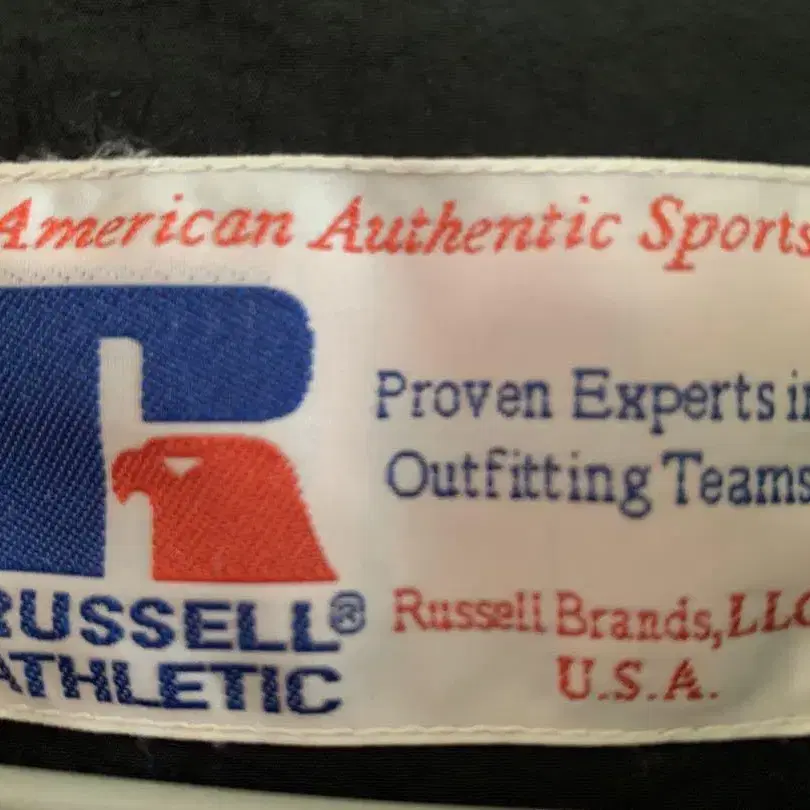 American Authentic Sports
Proven Experts in
Outfitting Teams
RUSSELL®
ATHLETIC
Russell Brands, LLC
U.S.A.